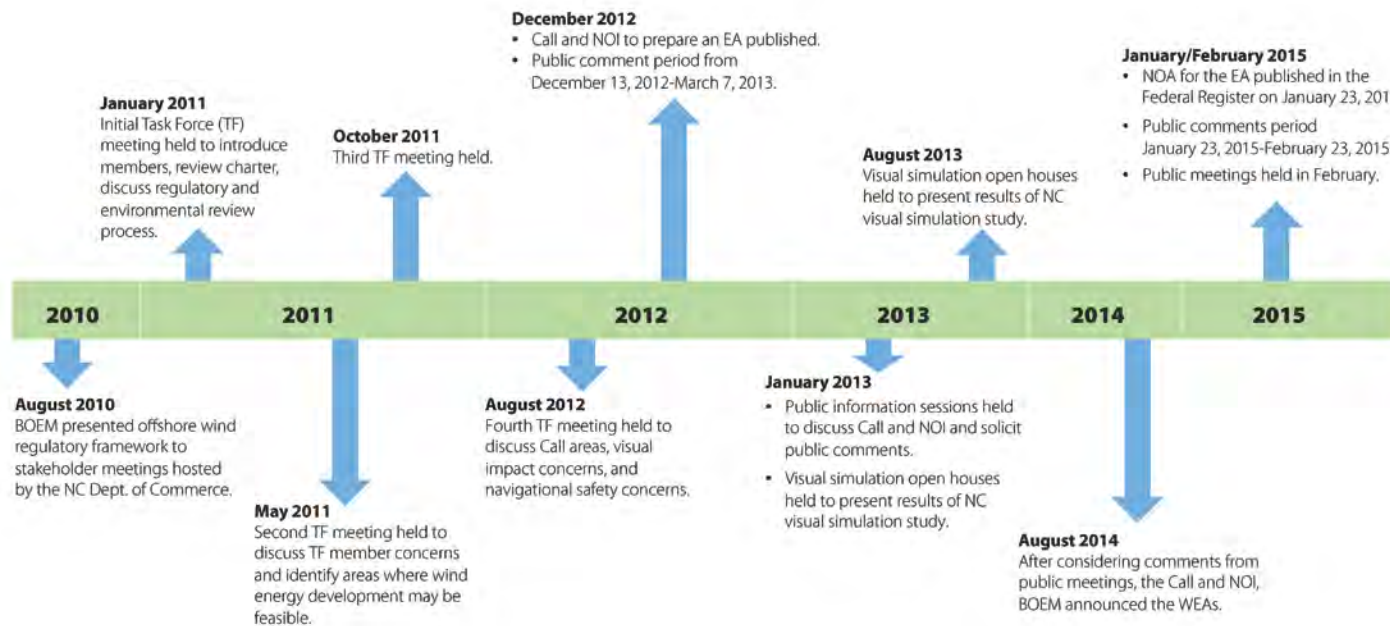 December 2012
• Call and NOI to prepare an EA published.
• Public comment period from
December 13, 2012-March 7, 2013.
January/February 2015
• NOA for the EA published in the
Federal Register on January 23, 201
• Public comments period
January 23, 2015-February 23, 2015
• Public meetings held in February.
January 2011
Initial Task Force (TF)
meeting held to introduce
members, review charter,
discuss regulatory and
environmental review
process.
October 2011
Third TF meeting held.
August 2013
Visual simulation open houses
held to present results of NC
visual simulation study.
2010 2011 2012 2013 2014 2015
August 2010
BOEM presented offshore wind
regulatory framework to
stakeholder meetings hosted
by the NC Dept. of Commerce.
May 2011
Second TF meeting held to
discuss TF member concerns
and identify areas where wind
energy development may be
feasible.
August 2012
Fourth TF meeting held to
discuss Call areas, visual
impact concerns, and
navigational safety concerns.
January 2013
• Public information sessions held
to discuss Call and NOI and solicit
public comments.
• Visual simulation open houses
held to present results of NC
visual simulation study.
August 2014
After considering comments from
public meetings, the Call and NOI,
BOEM announced the WEAs.